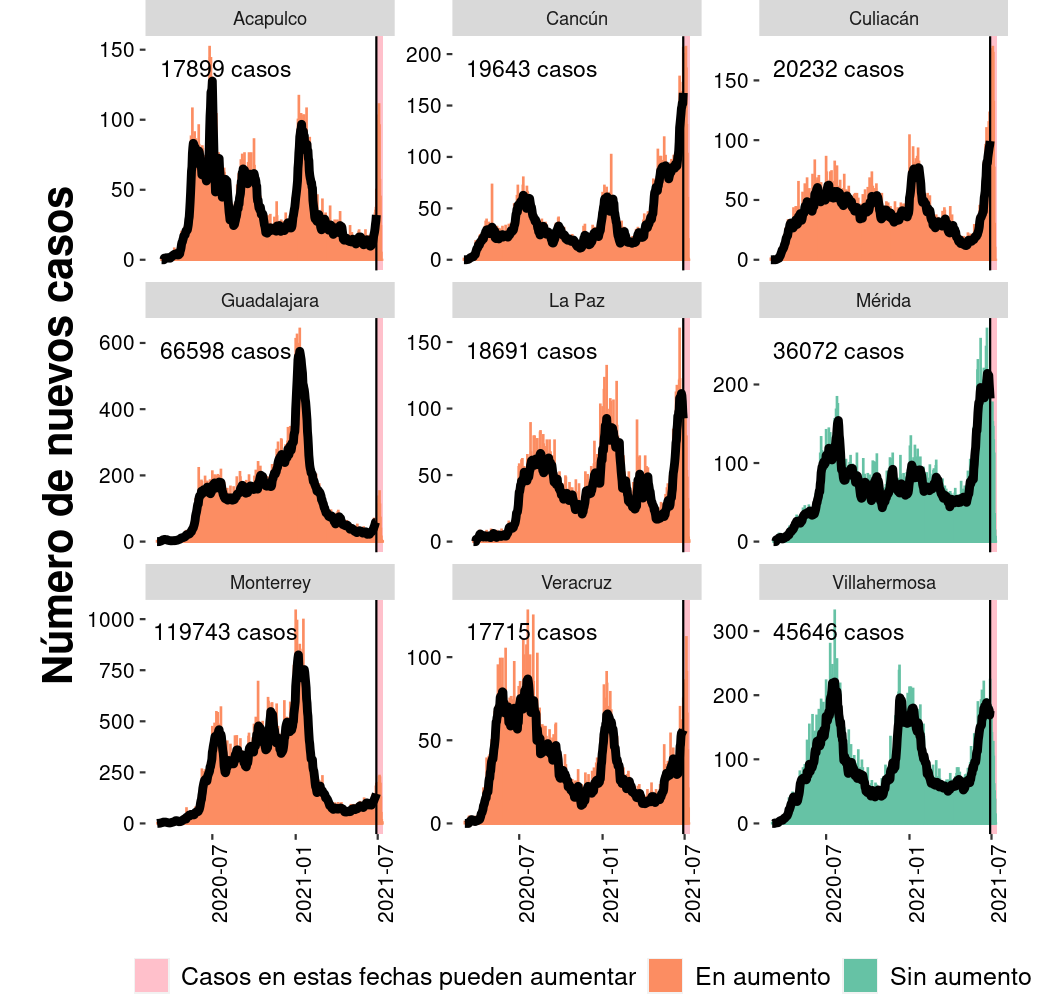 Número de nuevos casos
Acapulco
150
100
50
0
17899 casos
Cancún
200
150
100
50
0
19643 casos
Culiacán
150
100
50
0
20232 casos
Guadalajara
600
400
200
0
66598 casos
La Paz
150
100
50
0
18691 casos
Mérida
200
100
0
36072 casos
Monterrey
1000
750
500
250
0
119743 casos
Veracruz
100
50
0
17715 casos
Villahermosa
300
200
100
0
45646 casos
2020-07
2021-01
2021-07
2020-07
2021-01
2021-07
2020-07
2021-01
2021-07
Casos en estas fechas pueden aumentar
En aumento
Sin aumento